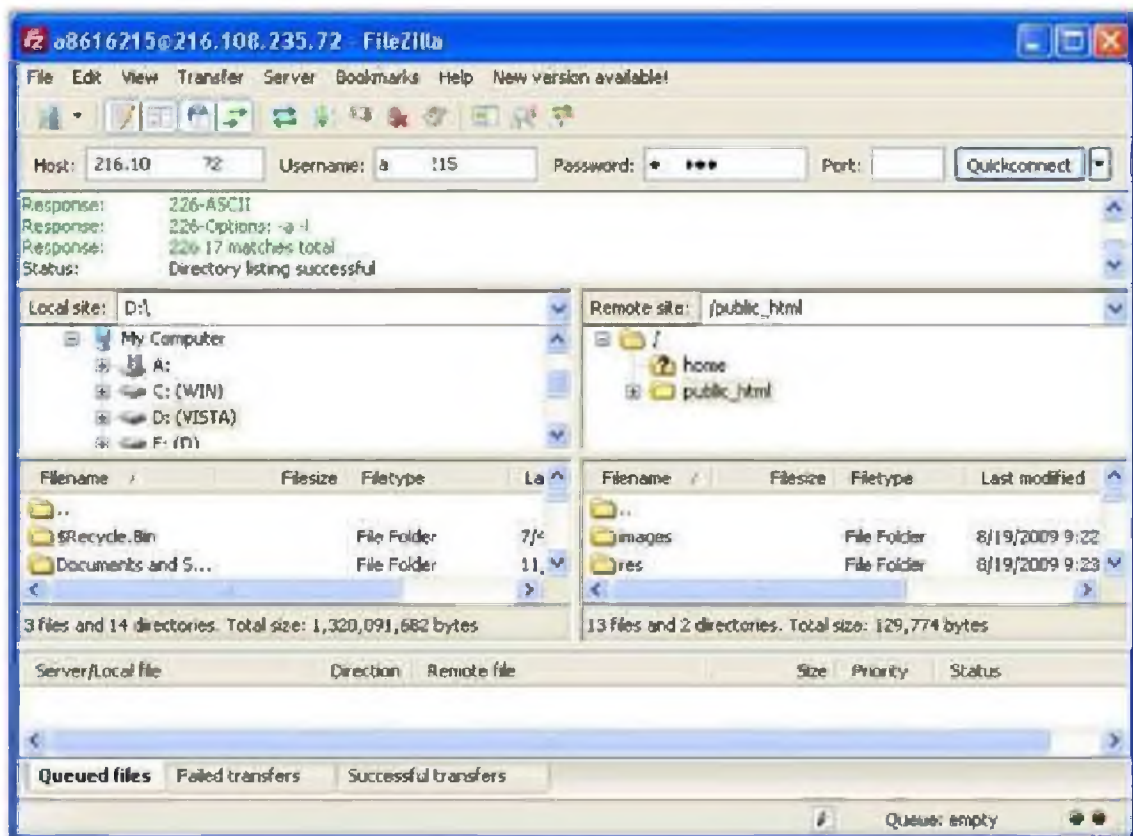 a8616215@216.108.235.72 - FileZilla
File Edit View Transfer Server Bookmarks Help New version available!
Host: 216.10 72 Username: a !15 Password: ● ●●● Port: Quickconnect
Response: 226-ASCII
Response: 226-Options: -a -l
Response: 226 17 matches total
Status: Directory listing successful
Local site: D:\
Remote site: /public_html
My Computer
A:
C: (WIN)
D: (VISTA)
E: (D)
/
home
public_html
Filename / Filesize Filetype La
..
$Recycle.Bin File Folder 7/4
Documents and S... File Folder 11,
3 files and 14 directories. Total size: 1,320,091,682 bytes
Filename / Filesize Filetype Last modified
..
images File Folder 8/19/2009 9:22
res File Folder 8/19/2009 9:23
13 files and 2 directories. Total size: 129,774 bytes
Server/Local file Direction Remote file Size Priority Status
Queued files Failed transfers Successful transfers
Queue: empty